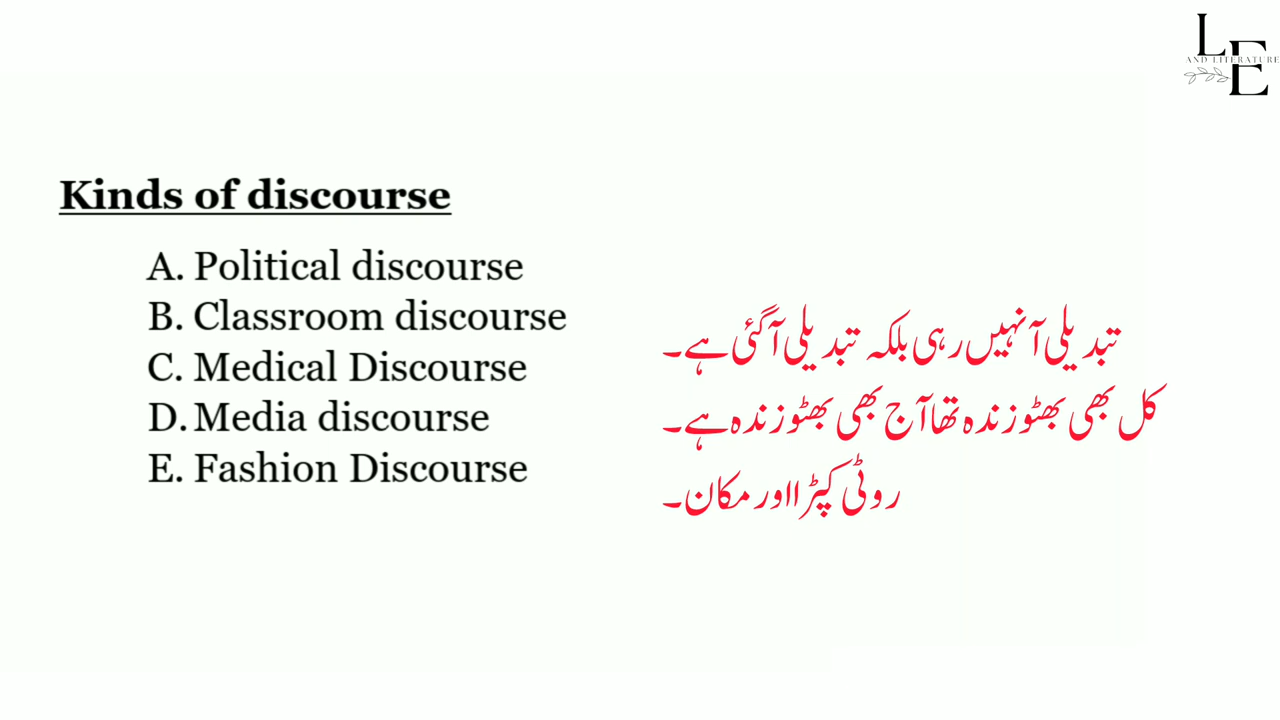 L
AND LITERATURE
E
Kinds of discourse
A. Political discourse
B. Classroom discourse
C. Medical Discourse
D. Media discourse
E. Fashion Discourse
تبدیلی آ نہیں رہی بلکہ تبدیلی آ گئی ہے۔
کل بھی بھٹو زندہ تھا آج بھی بھٹو زندہ ہے۔
روٹی کپڑا اور مکان۔